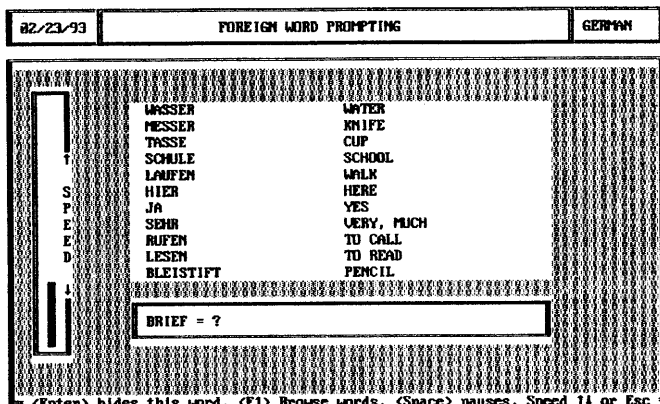 02/23/93 FOREIGN WORD PROMPTING GERMAN
WASSER WATER
MESSER KNIFE
TASSE CUP
SCHULE SCHOOL
LAUFEN WALK
HIER HERE
JA YES
SEHR VERY, MUCH
RUFEN TO CALL
LESEN TO READ
BLEISTIFT PENCIL
↑
S
P
E
E
D
↓
BRIEF = ?
<Enter> hides this word, <F1> Browse words, <Space> pauses, Speed ↑↓ or Esc